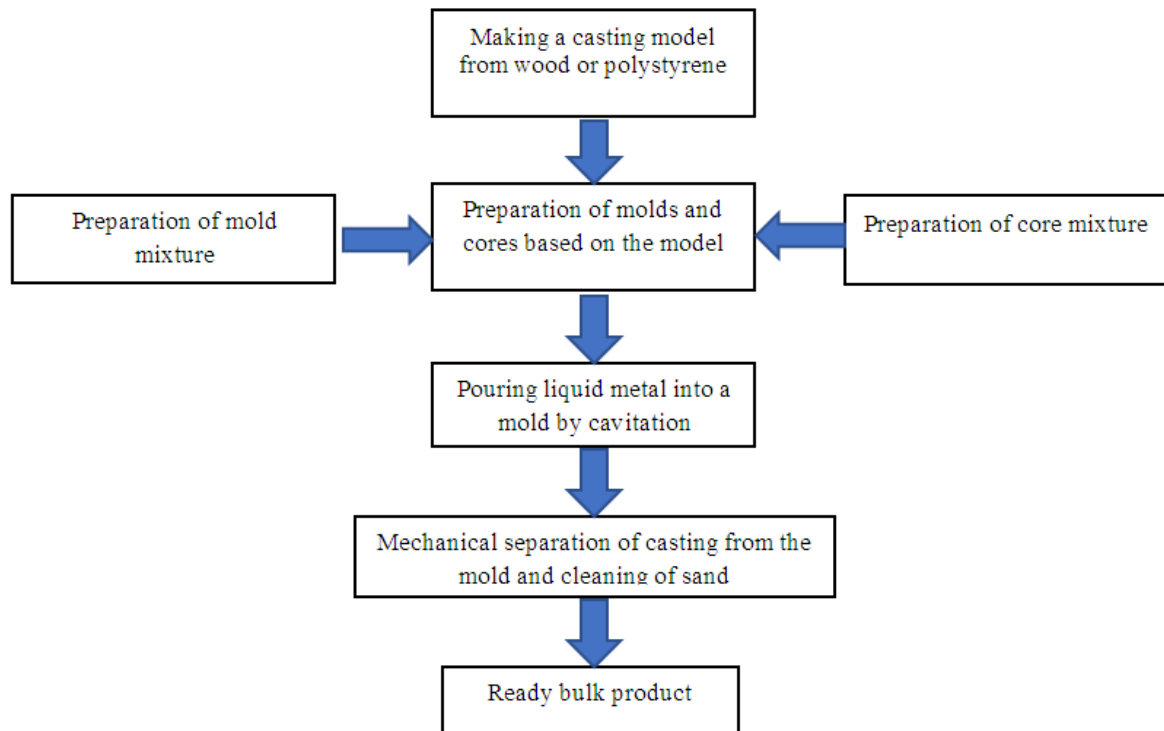 Making a casting model
from wood or polystyrene
Preparation of mold
mixture
Preparation of molds and
cores based on the model
Preparation of core mixture
Pouring liquid metal into a
mold by cavitation
Mechanical separation of casting from the
mold and cleaning of sand
Ready bulk product